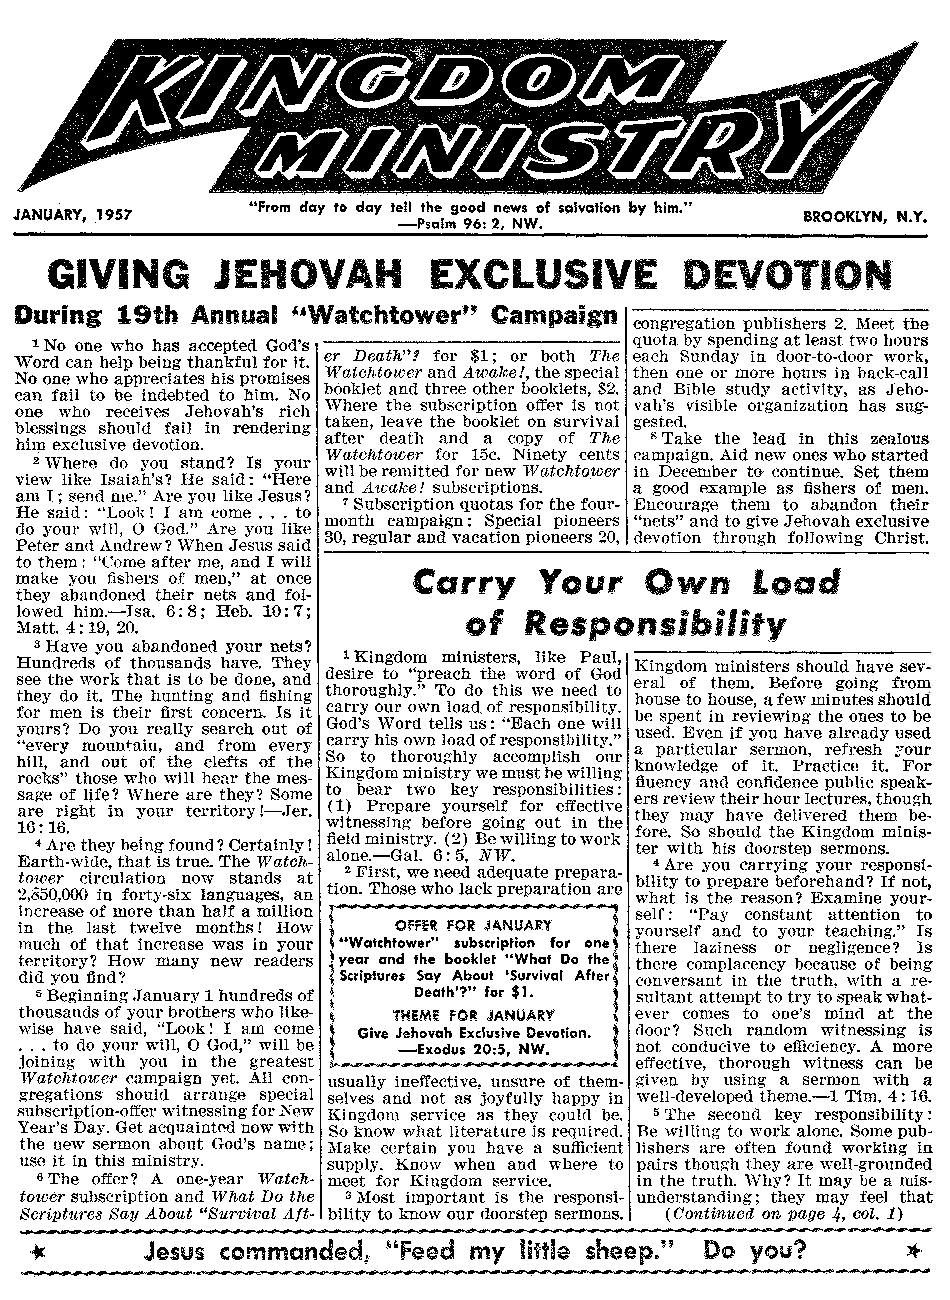 KINGDOM
MINISTRY
JANUARY, 1957
"From day to day tell the good news of salvation by him."
—Psalm 96: 2, NW.
BROOKLYN, N.Y.
GIVING JEHOVAH EXCLUSIVE DEVOTION
During 19th Annual "Watchtower" Campaign
1 No one who has accepted God's
Word can help being thankful for it.
No one who appreciates his promises
can fail to be indebted to him. No
one who receives Jehovah's rich
blessings should fail in rendering
him exclusive devotion.
2 Where do you stand? Is your
view like Isaiah's? He said: "Here
am I; send me." Are you like Jesus?
He said: "Look! I am come . . . to
do your will, O God." Are you like
Peter and Andrew? When Jesus said
to them: "Come after me, and I will
make you fishers of men," at once
they abandoned their nets and fol-
lowed him.—Isa. 6: 8; Heb. 10: 7;
Matt. 4: 19, 20.
3 Have you abandoned your nets?
Hundreds of thousands have. They
see the work that is to be done, and
they do it. The hunting and fishing
for men is their first concern. Is it
yours? Do you really search out of
"every mountain, and from every
hill, and out of the clefts of the
rocks" those who will hear the mes-
sage of life? Where are they? Some
are right in your territory!—Jer.
16: 16.
4 Are they being found? Certainly!
Earth-wide, that is true. The Watch-
tower circulation now stands at
2,850,000 in forty-six languages, an
increase of more than half a million
in the last twelve months! How
much of that increase was in your
territory? How many new readers
did you find?
5 Beginning January 1 hundreds of
thousands of your brothers who like-
wise have said, "Look! I am come
. . . to do your will, O God," will be
joining with you in the greatest
Watchtower campaign yet. All con-
gregations should arrange special
subscription-offer witnessing for New
Year's Day. Get acquainted now with
the new sermon about God's name;
use it in this ministry.
6 The offer? A one-year Watch-
tower subscription and What Do the
Scriptures Say About "Survival Aft-
er Death"? for $1; or both The
Watchtower and Awake!, the special
booklet and three other booklets, $2.
Where the subscription offer is not
taken, leave the booklet on survival
after death and a copy of The
Watchtower for 15c. Ninety cents
will be remitted for new Watchtower
and Awake! subscriptions.
7 Subscription quotas for the four-
month campaign: Special pioneers
30, regular and vacation pioneers 20,
congregation publishers 2. Meet the
quota by spending at least two hours
each Sunday in door-to-door work,
then one or more hours in back-call
and Bible study activity, as Jeho-
vah's visible organization has sug-
gested.
8 Take the lead in this zealous
campaign. Aid new ones who started
in December to continue. Set them
a good example as fishers of men.
Encourage them to abandon their
"nets" and to give Jehovah exclusive
devotion through following Christ.
Carry Your Own Load
of Responsibility
1 Kingdom ministers, like Paul,
desire to "preach the word of God
thoroughly." To do this we need to
carry our own load of responsibility.
God's Word tells us: "Each one will
carry his own load of responsibility."
So to thoroughly accomplish our
Kingdom ministry we must be willing
to bear two key responsibilities:
(1) Prepare yourself for effective
witnessing before going out in the
field ministry. (2) Be willing to work
alone.—Gal. 6: 5, NW.
2 First, we need adequate prepara-
tion. Those who lack preparation are
OFFER FOR JANUARY
"Watchtower" subscription for one
year and the booklet "What Do the
Scriptures Say About 'Survival After
Death'?" for $1.
THEME FOR JANUARY
Give Jehovah Exclusive Devotion.
—Exodus 20:5, NW.
usually ineffective, unsure of them-
selves and not as joyfully happy in
Kingdom service as they could be.
So know what literature is required.
Make certain you have a sufficient
supply. Know when and where to
meet for Kingdom service.
3 Most important is the responsi-
bility to know our doorstep sermons.
Kingdom ministers should have sev-
eral of them. Before going from
house to house, a few minutes should
be spent in reviewing the ones to be
used. Even if you have already used
a particular sermon, refresh your
knowledge of it. Practice it. For
fluency and confidence public speak-
ers review their hour lectures, though
they may have delivered them be-
fore. So should the Kingdom minis-
ter with his doorstep sermons.
4 Are you carrying your responsi-
bility to prepare beforehand? If not,
what is the reason? Examine your-
self: "Pay constant attention to
yourself and to your teaching." Is
there laziness or negligence? Is
there complacency because of being
conversant in the truth, with a re-
sultant attempt to try to speak what-
ever comes to one's mind at the
door? Such random witnessing is
not conducive to efficiency. A more
effective, thorough witness can be
given by using a sermon with a
well-developed theme.—1 Tim. 4: 16.
5 The second key responsibility:
Be willing to work alone. Some pub-
lishers are often found working in
pairs though they are well-grounded
in the truth. Why? It may be a mis-
understanding; they may feel that
(Continued on page 4, col. 1)
★ Jesus commanded, "Feed my little sheep." Do you? ★